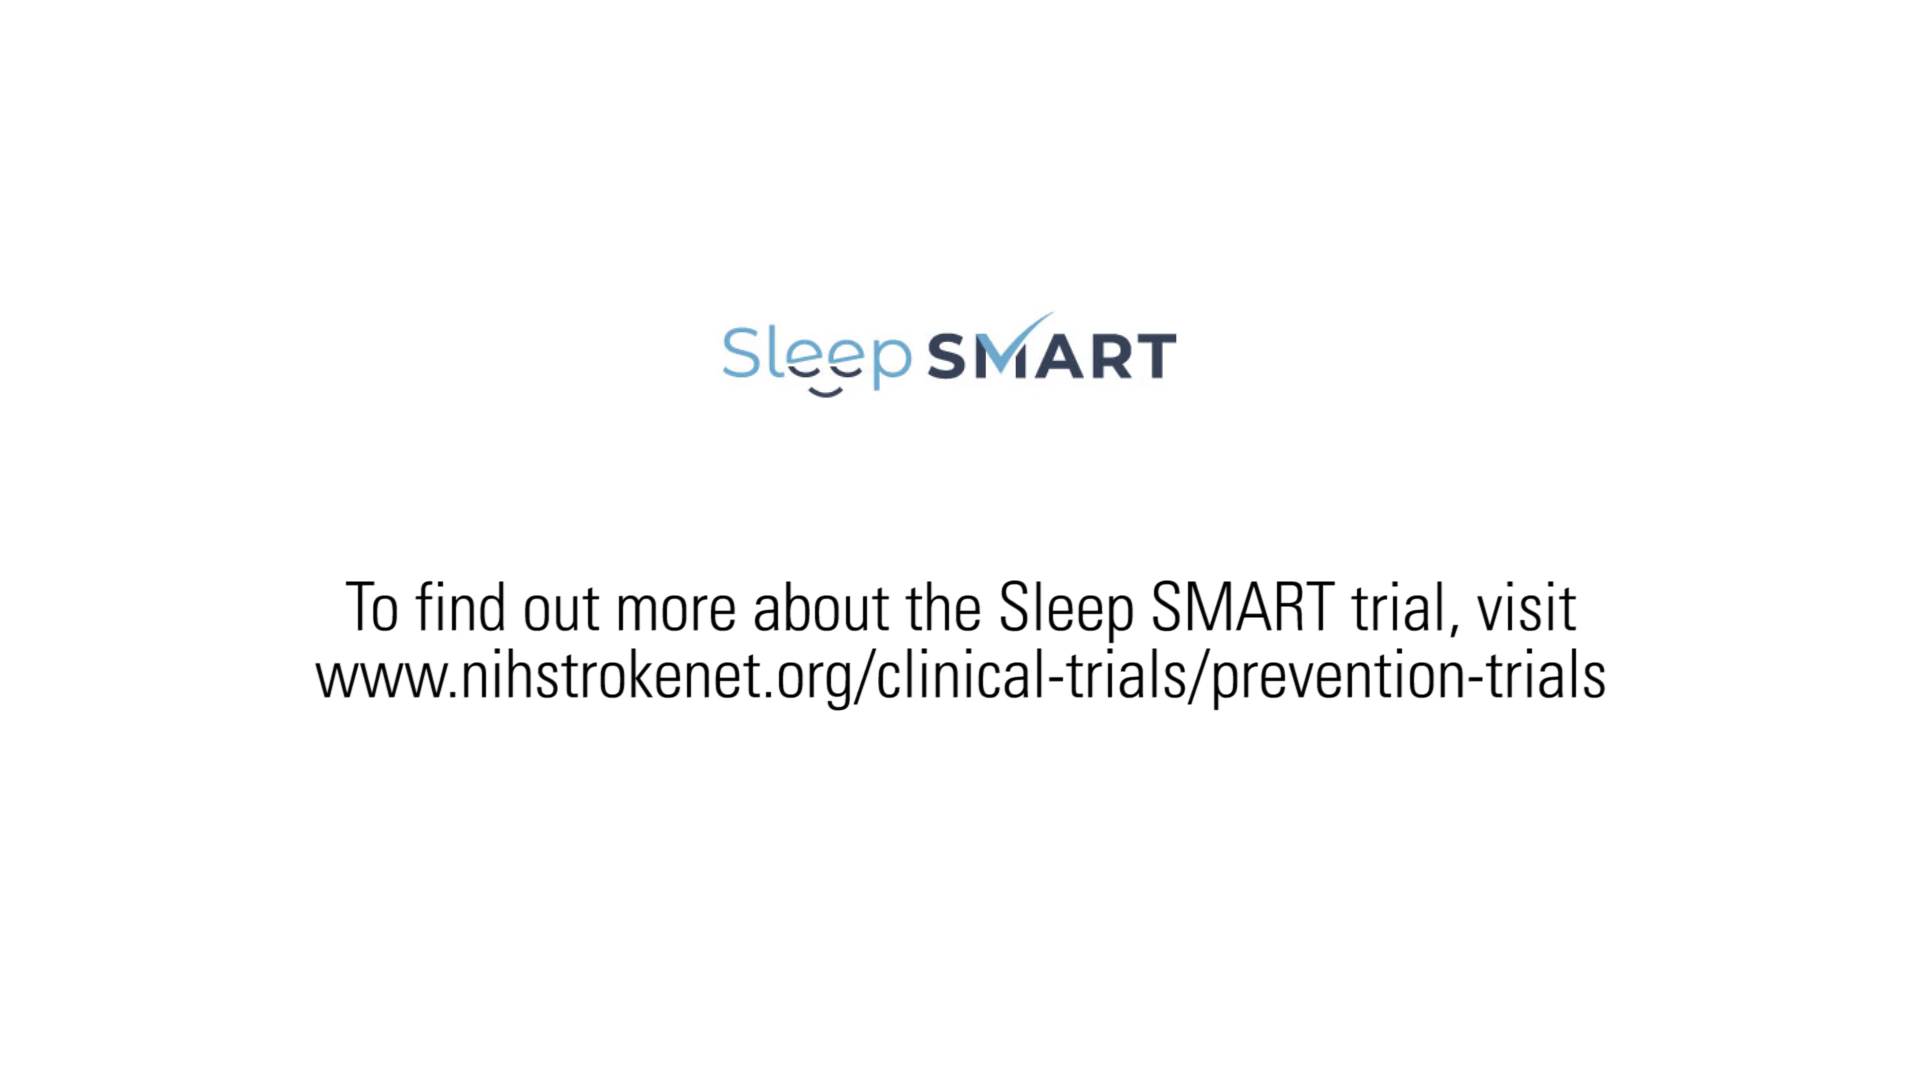 Sleep SMART
To find out more about the Sleep SMART trial, visit
www.nihstrokenet.org/clinical-trials/prevention-trials